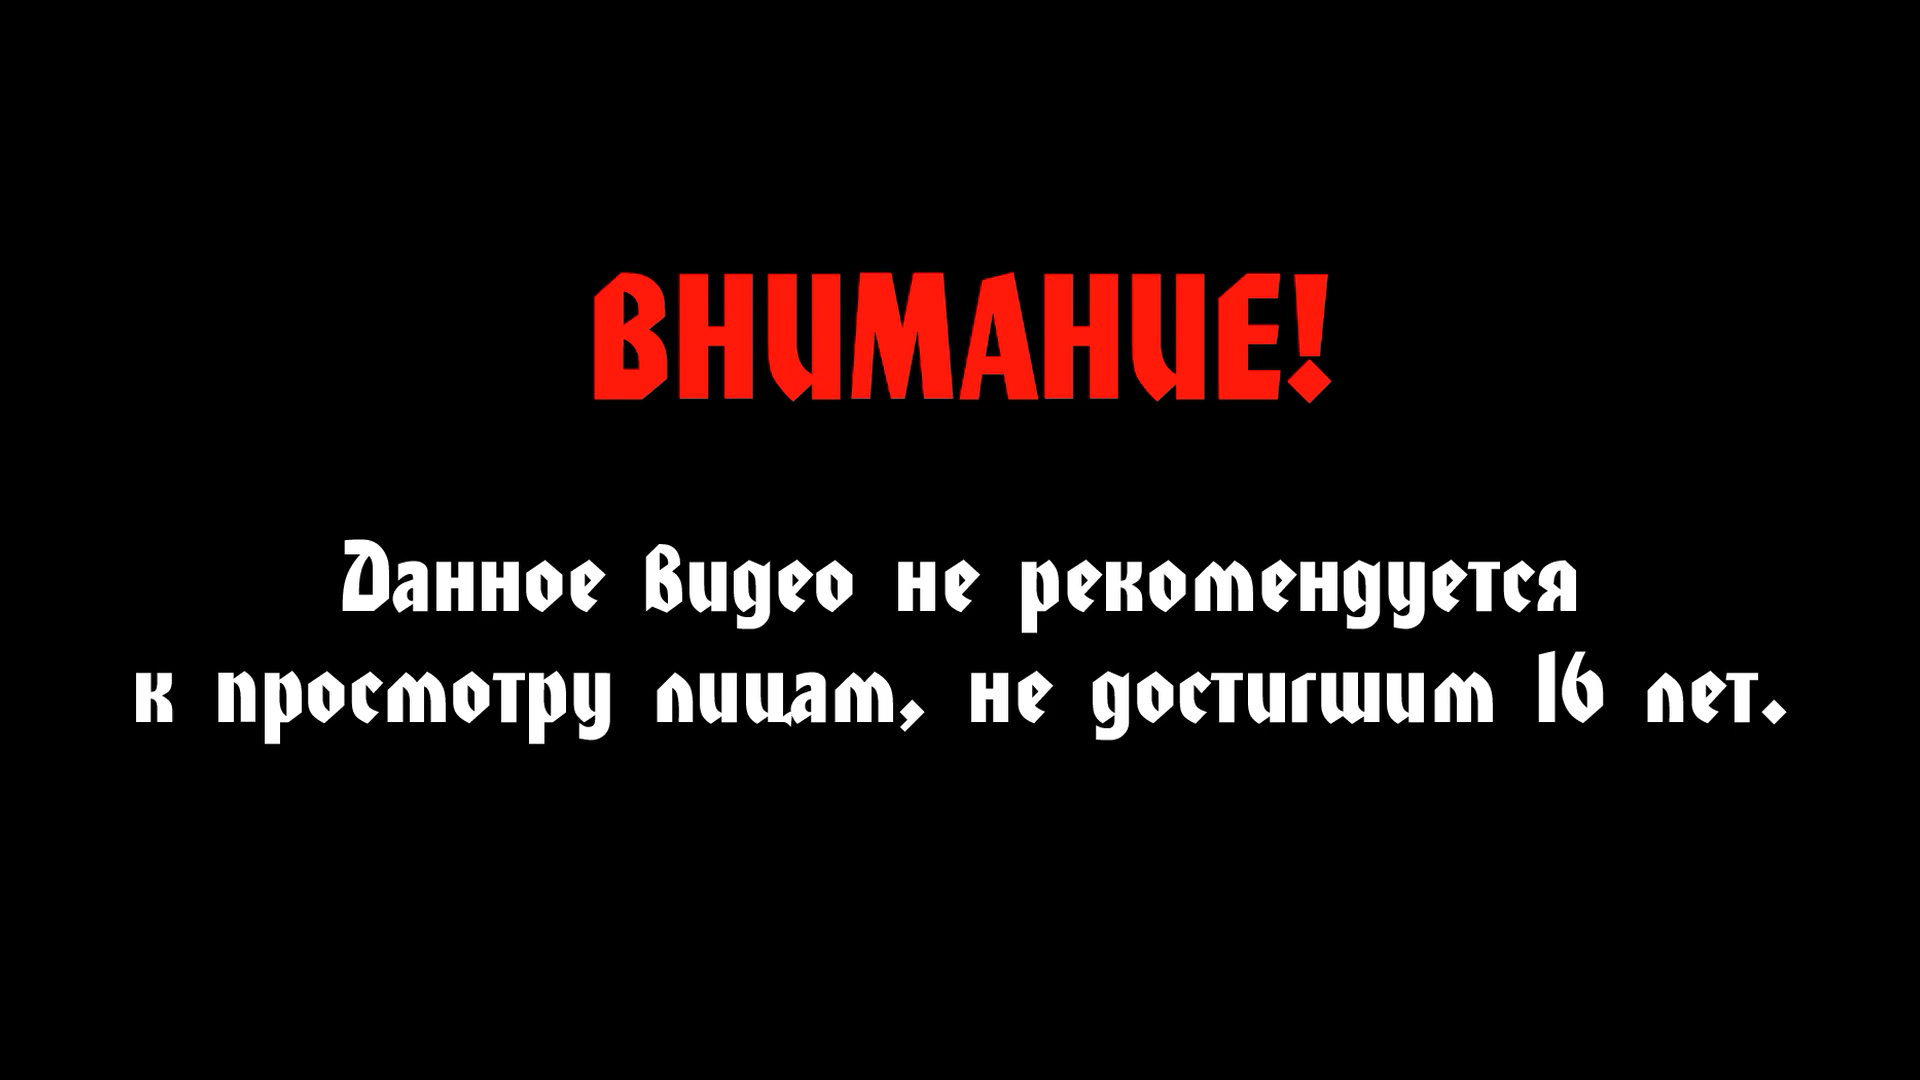 ВНИМАНИЕ!
Данное видео не рекомендуется
к просмотру лицам, не достигшим 16 лет.